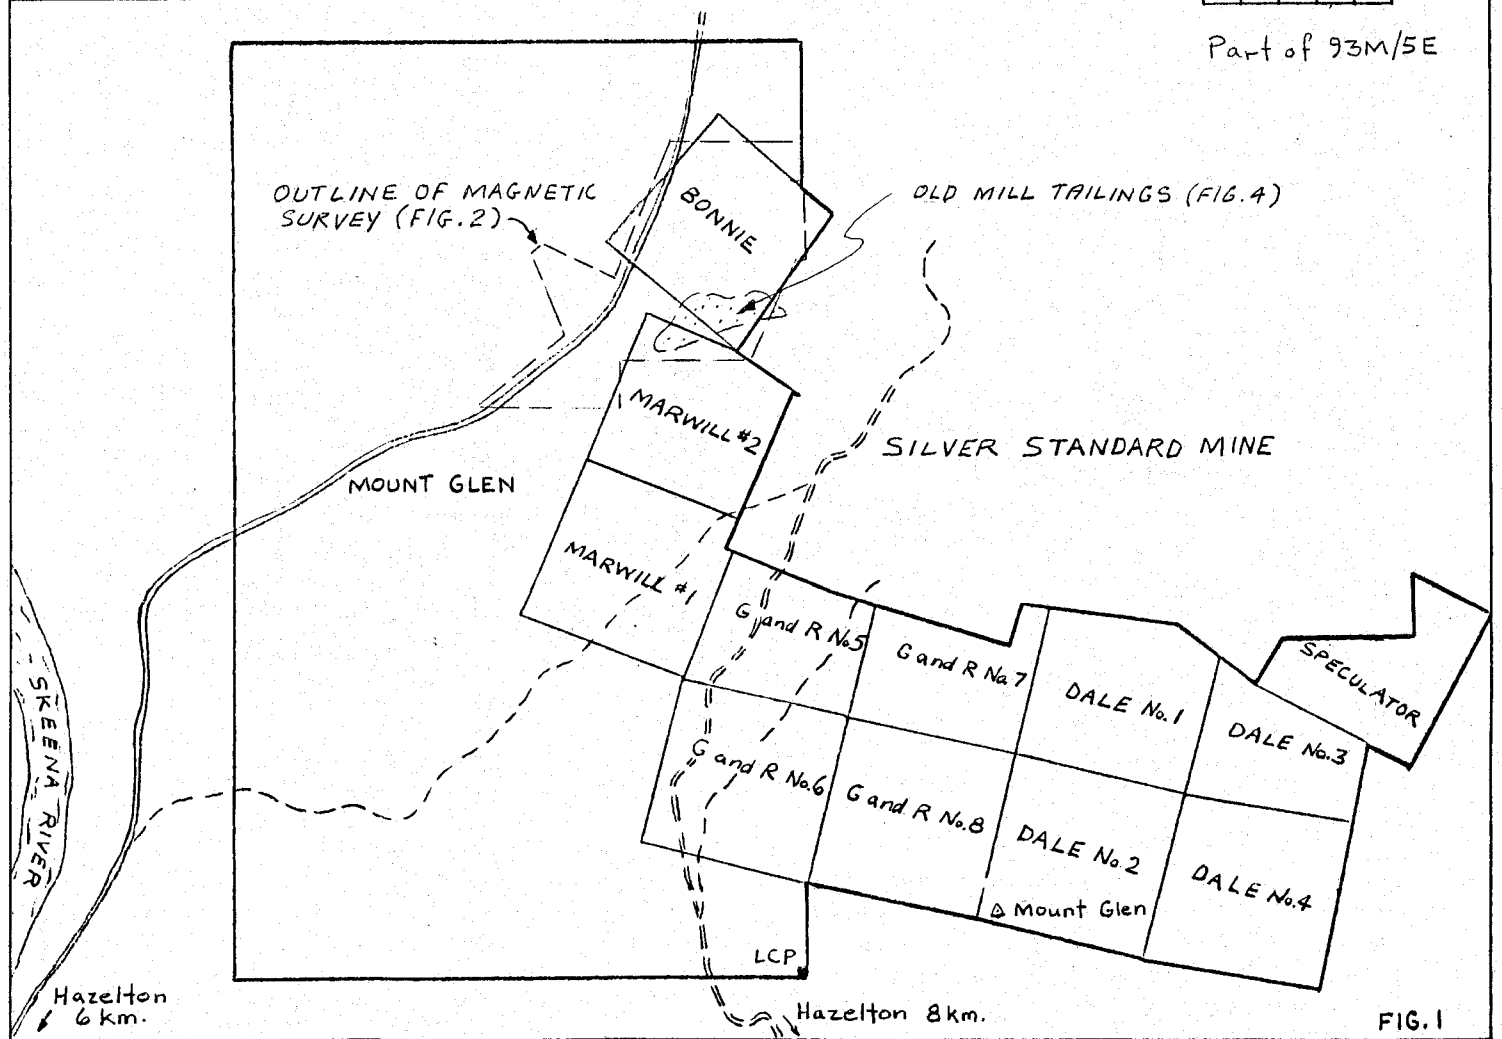 Part of 93M/5E
OUTLINE OF MAGNETIC
SURVEY (FIG.2)
BONNIE
OLD MILL TAILINGS (FIG.4)
MARWILL #2
SILVER STANDARD MINE
MOUNT GLEN
MARWILL #1
G and R No.5
G and R No.7
DALE No.1
SPECULATOR
DALE No.3
SKEENA RIVER
G and R No.6
G and R No.8
DALE No.2
DALE No.4
Mount Glen
LCP
Hazelton
6 km.
Hazelton 8km.
FIG.1